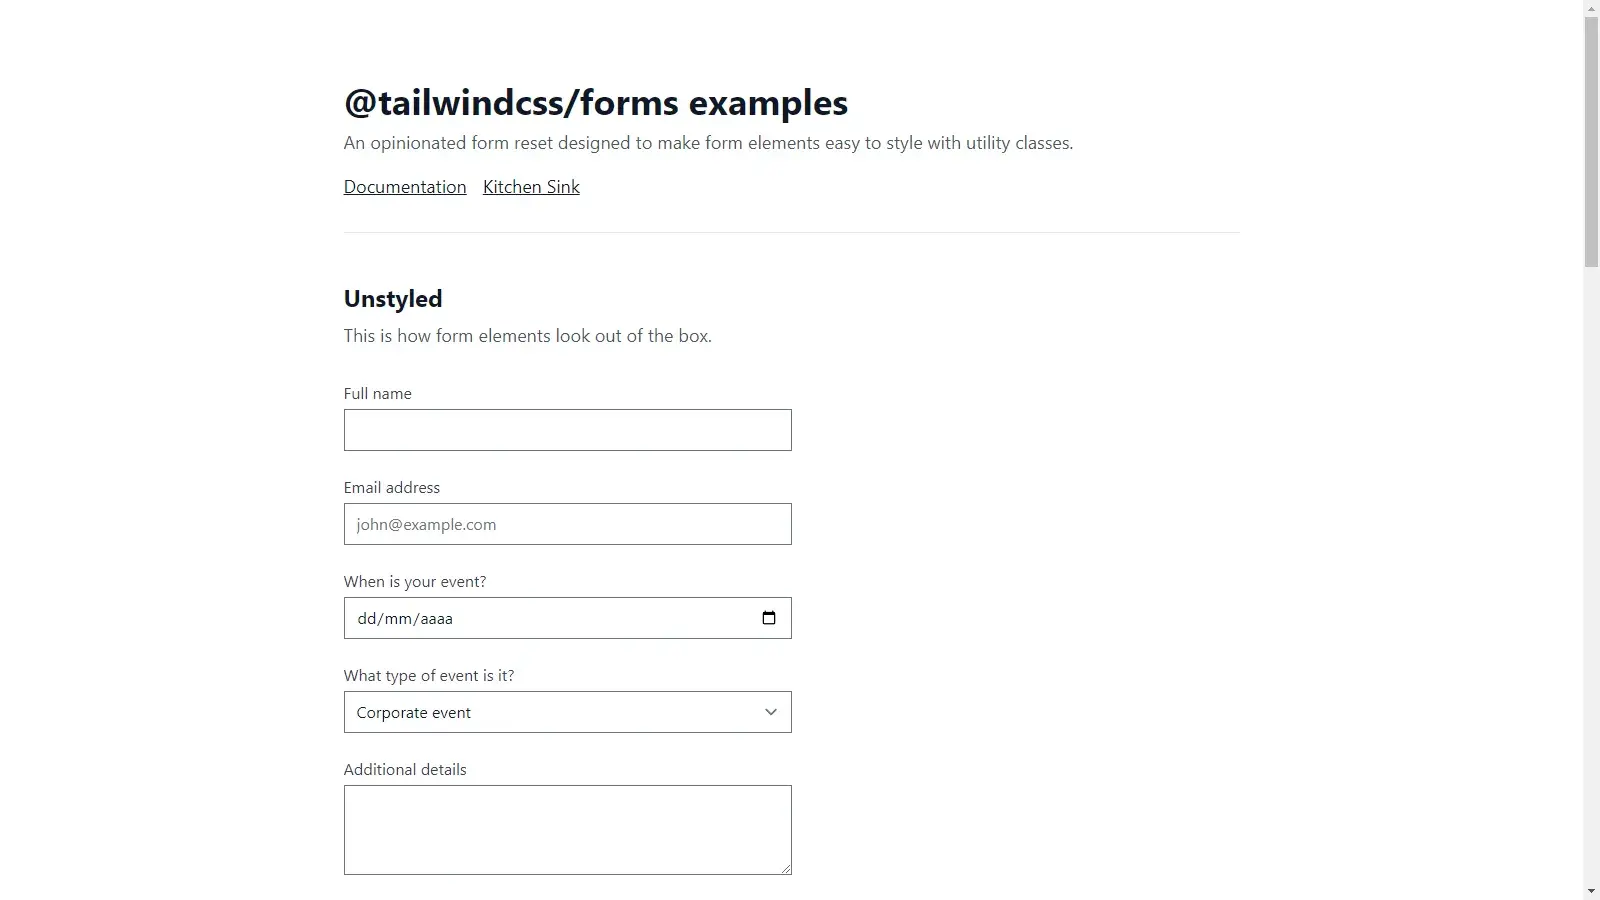 @tailwindcss/forms examples
An opinionated form reset designed to make form elements easy to style with utility classes.
Documentation Kitchen Sink
Unstyled
This is how form elements look out of the box.
Full name
Email address
john@example.com
When is your event?
dd/mm/aaaa
What type of event is it?
Corporate event
Additional details